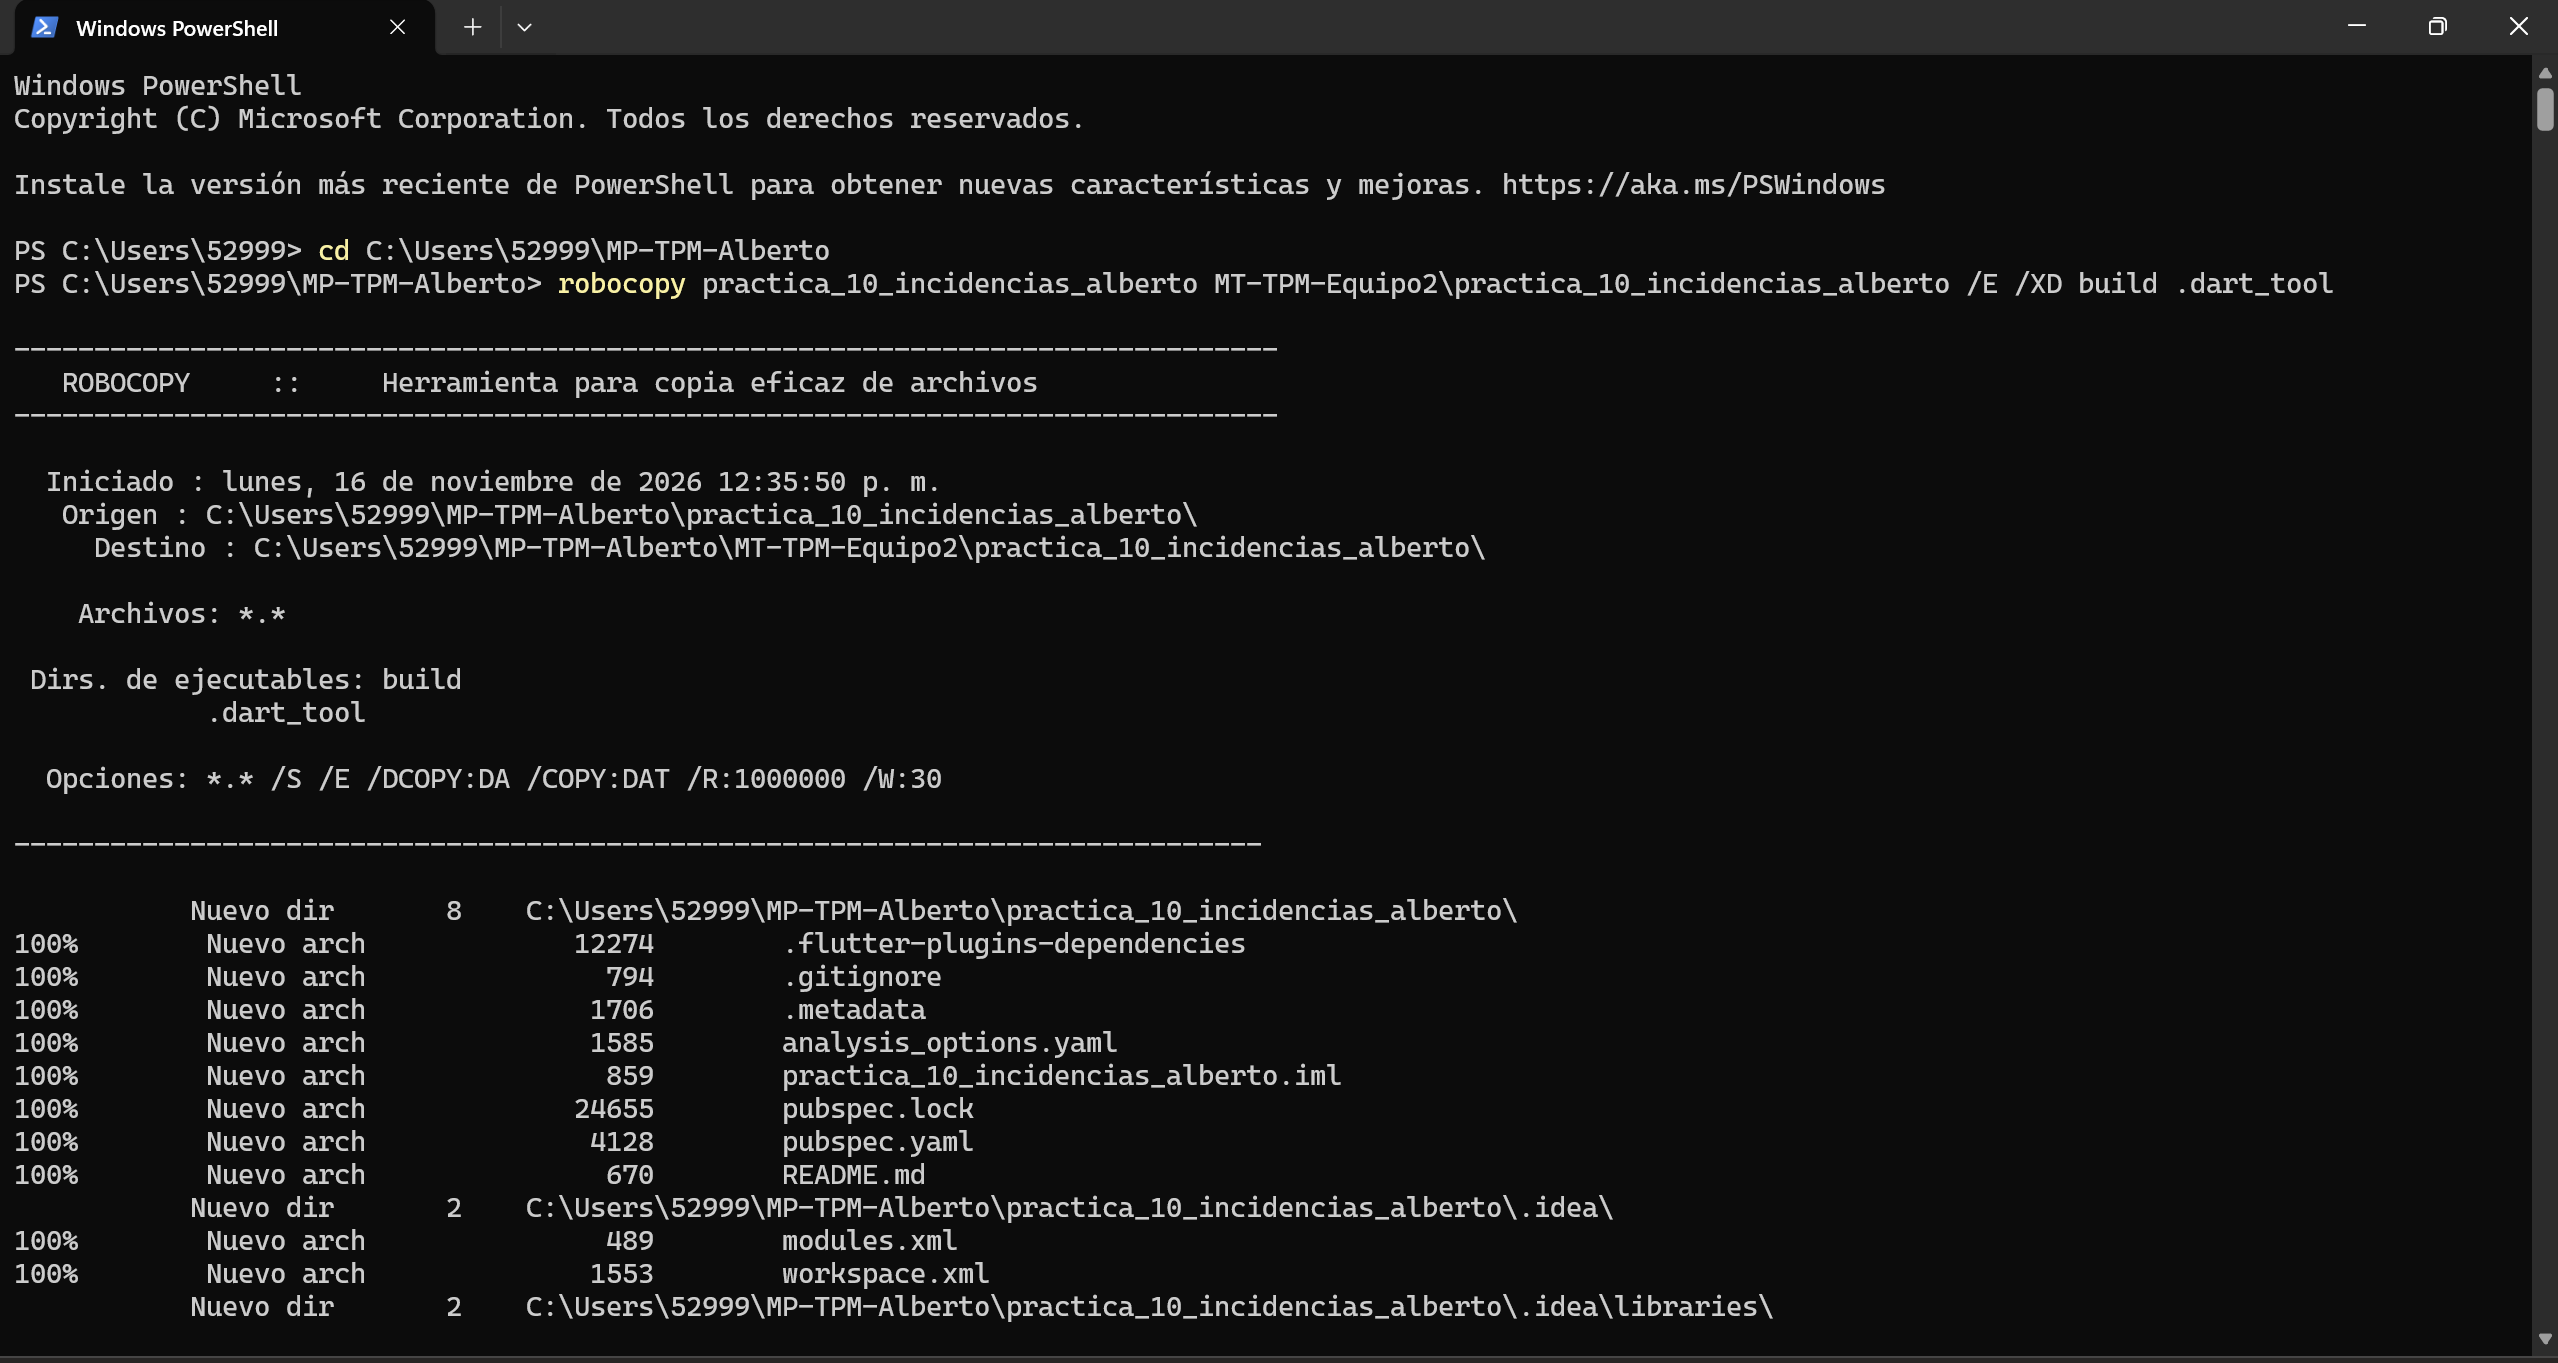 Windows PowerShell
Windows PowerShell
Copyright (C) Microsoft Corporation. Todos los derechos reservados.
Instale la versión más reciente de PowerShell para obtener nuevas características y mejoras. https://aka.ms/PSWindows
PS C:\Users\52999> cd C:\Users\52999\MP-TPM-Alberto
PS C:\Users\52999\MP-TPM-Alberto> robocopy practica_10_incidencias_alberto MT-TPM-Equipo2\practica_10_incidencias_alberto /E /XD build .dart_tool
-------------------------------------------------------------------------------
ROBOCOPY :: Herramienta para copia eficaz de archivos
-------------------------------------------------------------------------------
Iniciado : lunes, 16 de noviembre de 2026 12:35:50 p. m.
Origen : C:\Users\52999\MP-TPM-Alberto\practica_10_incidencias_alberto\
Destino : C:\Users\52999\MP-TPM-Alberto\MT-TPM-Equipo2\practica_10_incidencias_alberto\
Archivos: *.*
Dirs. de ejecutables: build
.dart_tool
Opciones: *.* /S /E /DCOPY:DA /COPY:DAT /R:1000000 /W:30
------------------------------------------------------------------------------
Nuevo dir 8 C:\Users\52999\MP-TPM-Alberto\practica_10_incidencias_alberto\
100% Nuevo arch 12274 .flutter-plugins-dependencies
100% Nuevo arch 794 .gitignore
100% Nuevo arch 1706 .metadata
100% Nuevo arch 1585 analysis_options.yaml
100% Nuevo arch 859 practica_10_incidencias_alberto.iml
100% Nuevo arch 24655 pubspec.lock
100% Nuevo arch 4128 pubspec.yaml
100% Nuevo arch 670 README.md
Nuevo dir 2 C:\Users\52999\MP-TPM-Alberto\practica_10_incidencias_alberto\.idea\
100% Nuevo arch 489 modules.xml
100% Nuevo arch 1553 workspace.xml
Nuevo dir 2 C:\Users\52999\MP-TPM-Alberto\practica_10_incidencias_alberto\.idea\libraries\